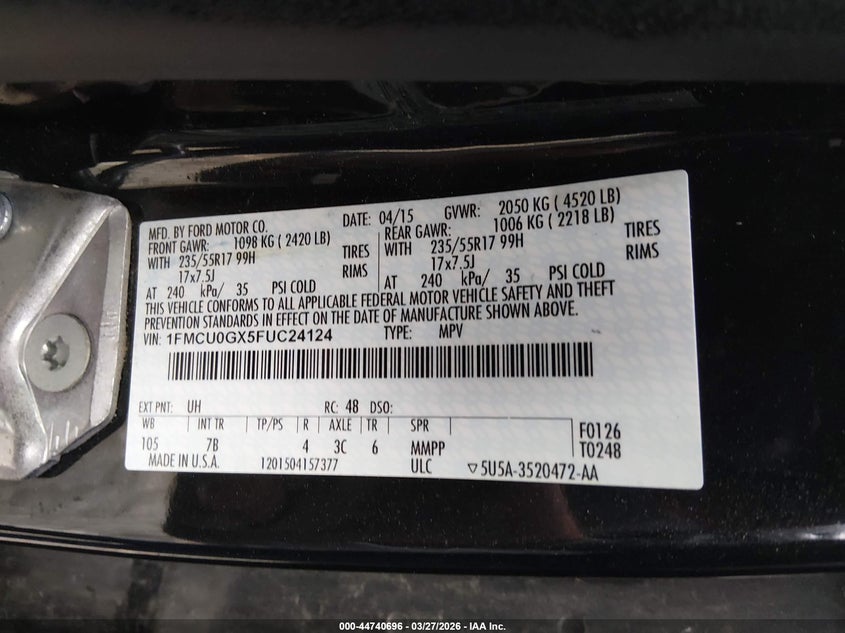 MFD. BY FORD MOTOR CO. DATE: 04/15 GVWR: 2050 KG ( 4520 LB)
FRONT GAWR: 1098 KG ( 2420 LB) REAR GAWR: 1006 KG ( 2218 LB)
WITH 235/55R17 99H TIRES WITH 235/55R17 99H TIRES
17x7.5J RIMS 17x7.5J RIMS
AT 240 kPa/ 35 PSI COLD AT 240 kPa/ 35 PSI COLD
THIS VEHICLE CONFORMS TO ALL APPLICABLE FEDERAL MOTOR VEHICLE SAFETY AND THEFT
PREVENTION STANDARDS IN EFFECT ON THE DATE OF MANUFACTURE SHOWN ABOVE.
VIN: 1FMCU0GX5FUC24124 TYPE: MPV
EXT PNT: UH RC: 48 DSO:
WB INT TR TP/PS R AXLE TR SPR
105 7B 4 3C 6 MMPP
F0126
T0248
MADE IN U.S.A. 1201504157377 ULC ▽5U5A-3520472-AA
000-44740696 — 03/27/2026 — IAA Inc.